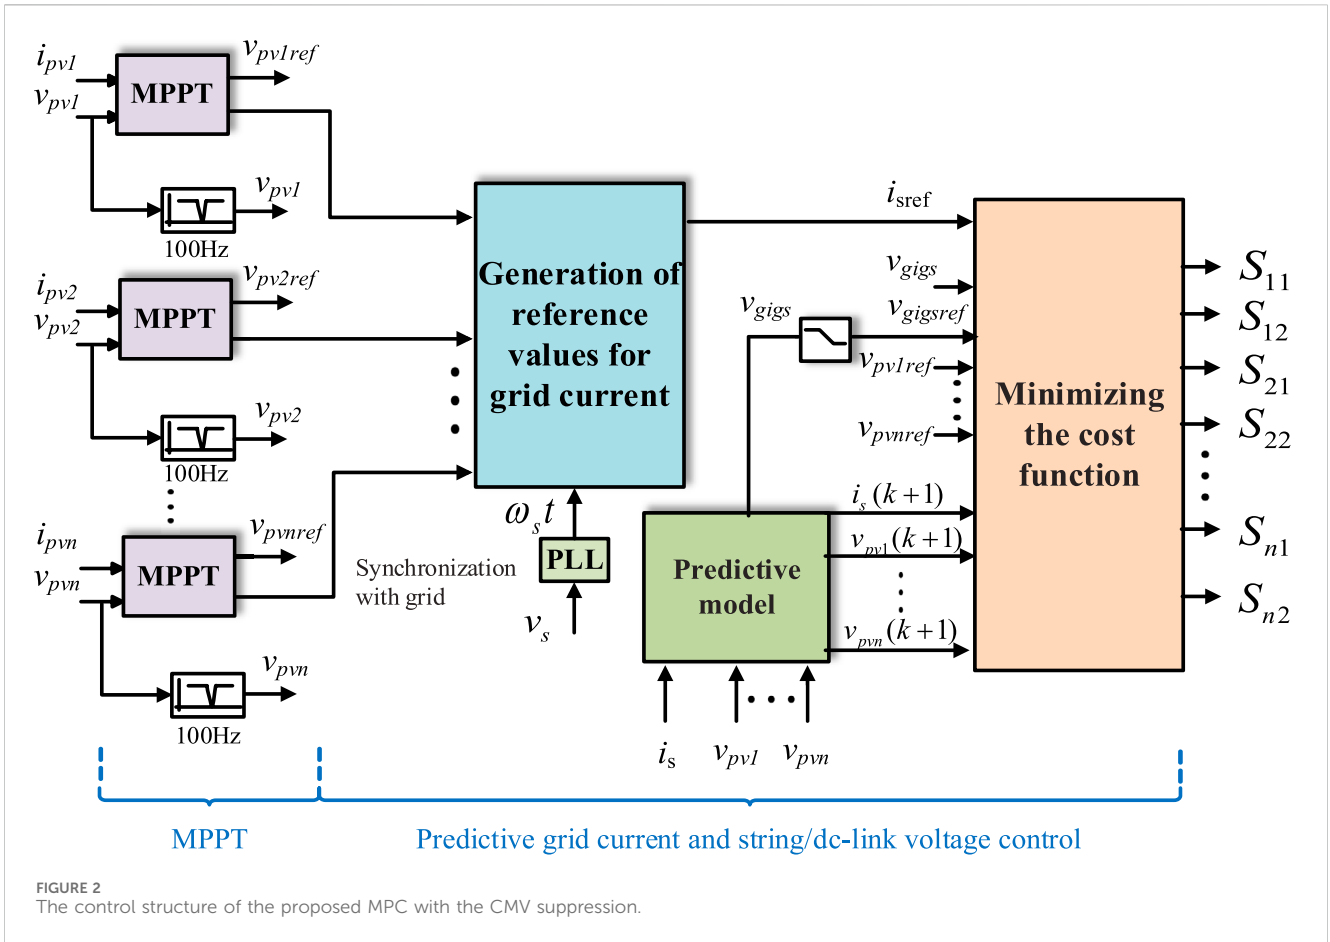 i_pv1
v_pv1
MPPT
v_pv1ref
v_pv1
100Hz
i_pv2
v_pv2
MPPT
v_pv2ref
v_pv2
100Hz
i_pvn
v_pvn
MPPT
v_pvnref
v_pvn
100Hz
Generation of
reference
values for
grid current
ω_s t
PLL
v_s
Synchronization
with grid
i_sref
v_gigs
v_gigs
v_gigsref
v_pv1ref
v_pvnref
Predictive
model
i_s(k+1)
v_pv1(k+1)
v_pvn(k+1)
i_s
v_pv1
v_pvn
Minimizing
the cost
function
S_11
S_12
S_21
S_22
S_n1
S_n2
MPPT
Predictive grid current and string/dc-link voltage control
FIGURE 2
The control structure of the proposed MPC with the CMV suppression.